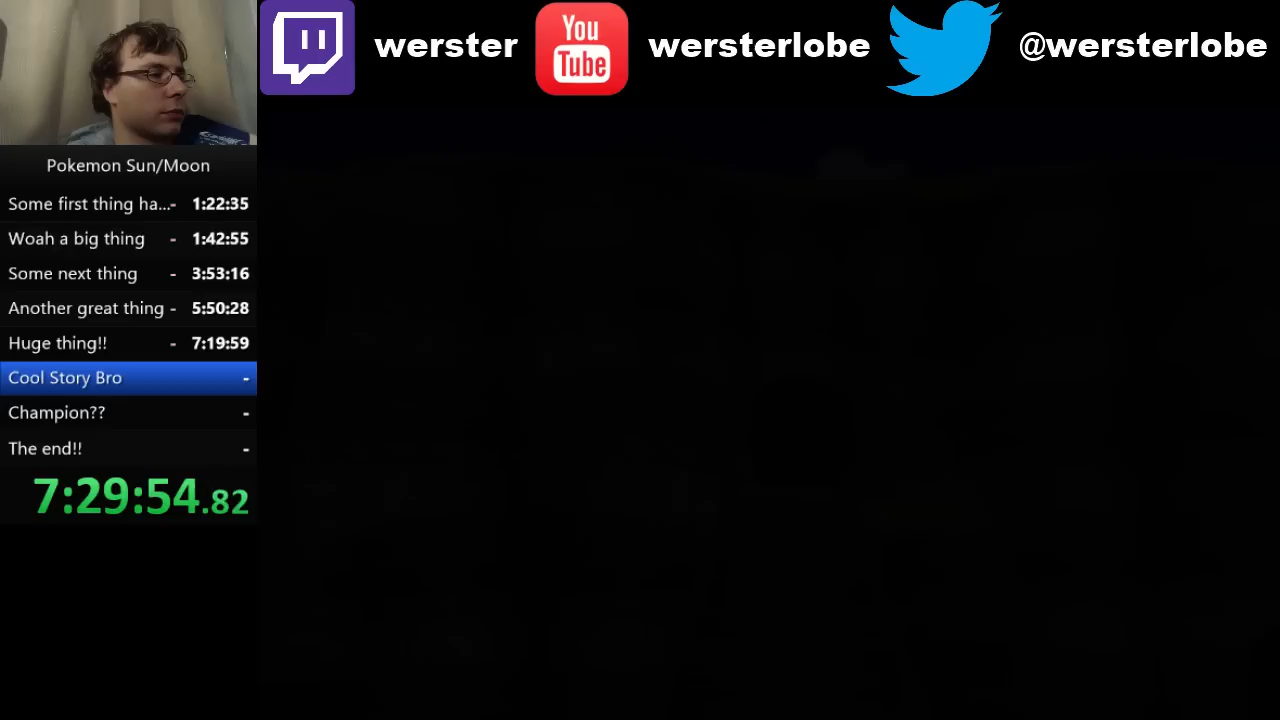 werster
You
Tube
wersterlobe
@wersterlobe
Pokemon Sun/Moon
Some first thing ha...- 1:22:35
Woah a big thing - 1:42:55
Some next thing - 3:53:16
Another great thing - 5:50:28
Huge thing!! - 7:19:59
Cool Story Bro -
Champion?? -
The end!! -
7:29:54.82